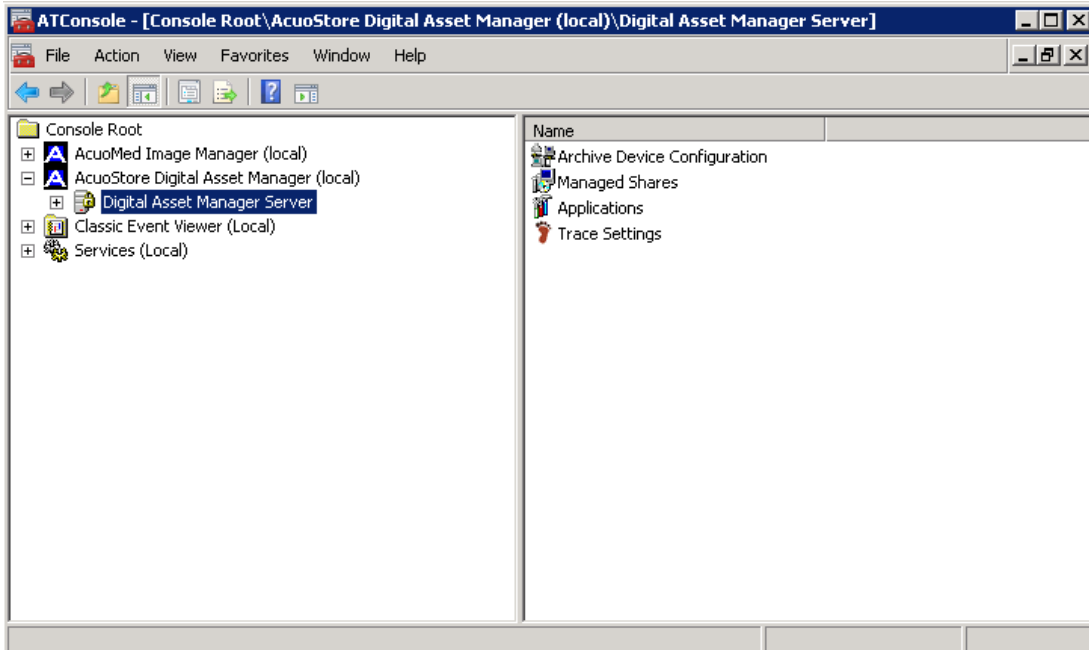 ATConsole - [Console Root\AcuoStore Digital Asset Manager (local)\Digital Asset Manager Server]
File Action View Favorites Window Help
Console Root
AcuoMed Image Manager (local)
AcuoStore Digital Asset Manager (local)
Digital Asset Manager Server
Classic Event Viewer (Local)
Services (Local)
Name
Archive Device Configuration
Managed Shares
Applications
Trace Settings